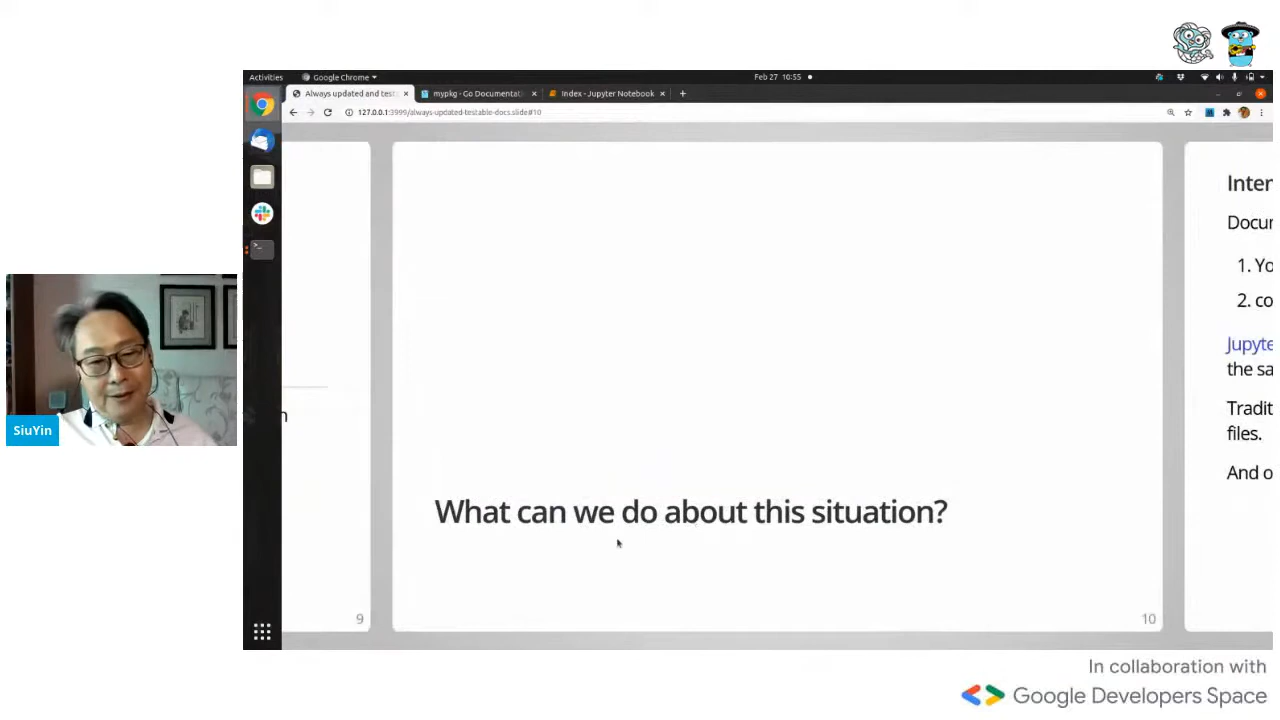 Activities
Google Chrome
Feb 27 10:55
Always updated and test
mypkg - Go Documentati
Index - Jupyter Notebook
127.0.0.1:3999/always-updated-testable-docs.slide#10
Inter
Docun
1. Yo
2. co
Jupyte
the sa
Tradit
files.
And o
n
What can we do about this situation?
9
10
SiuYin
In collaboration with
Google Developers Space